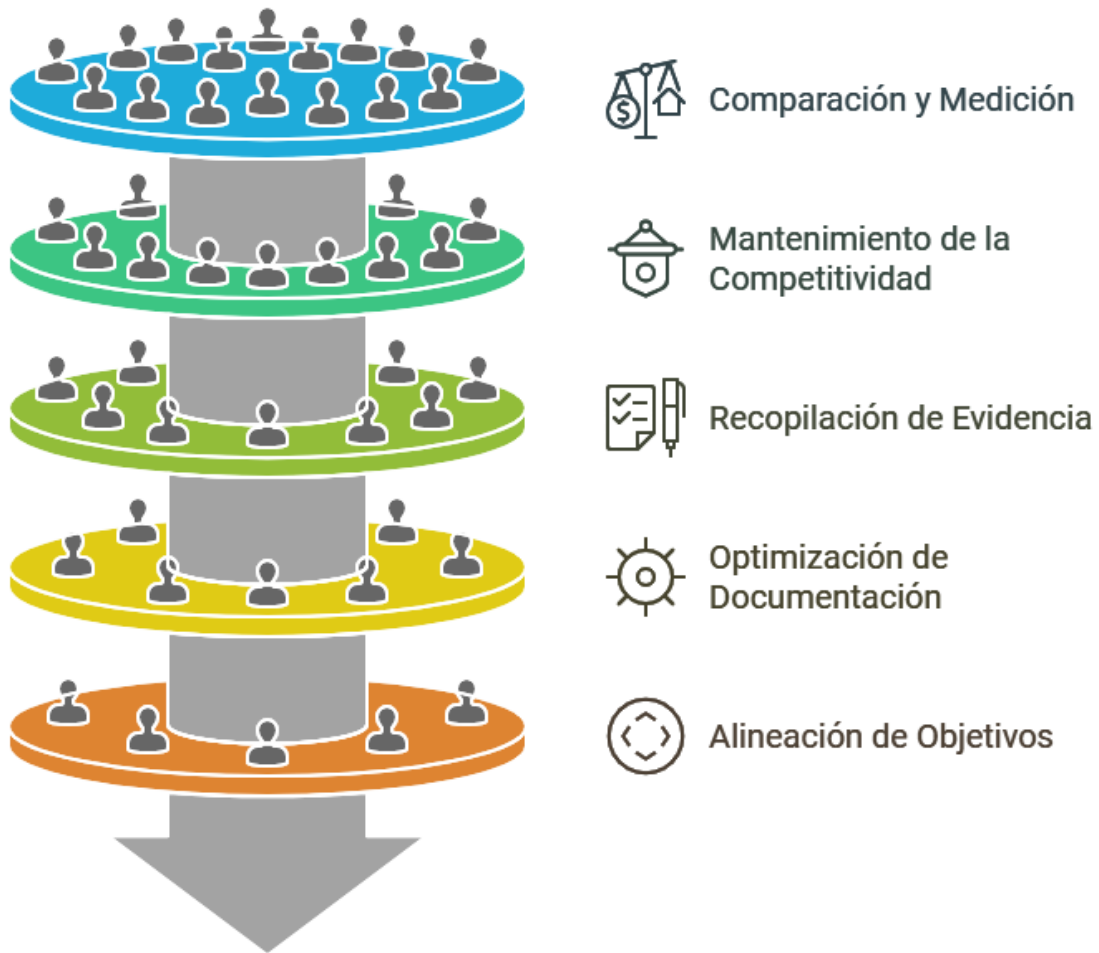 Comparación y Medición
Mantenimiento de la
Competitividad
Recopilación de Evidencia
Optimización de
Documentación
Alineación de Objetivos